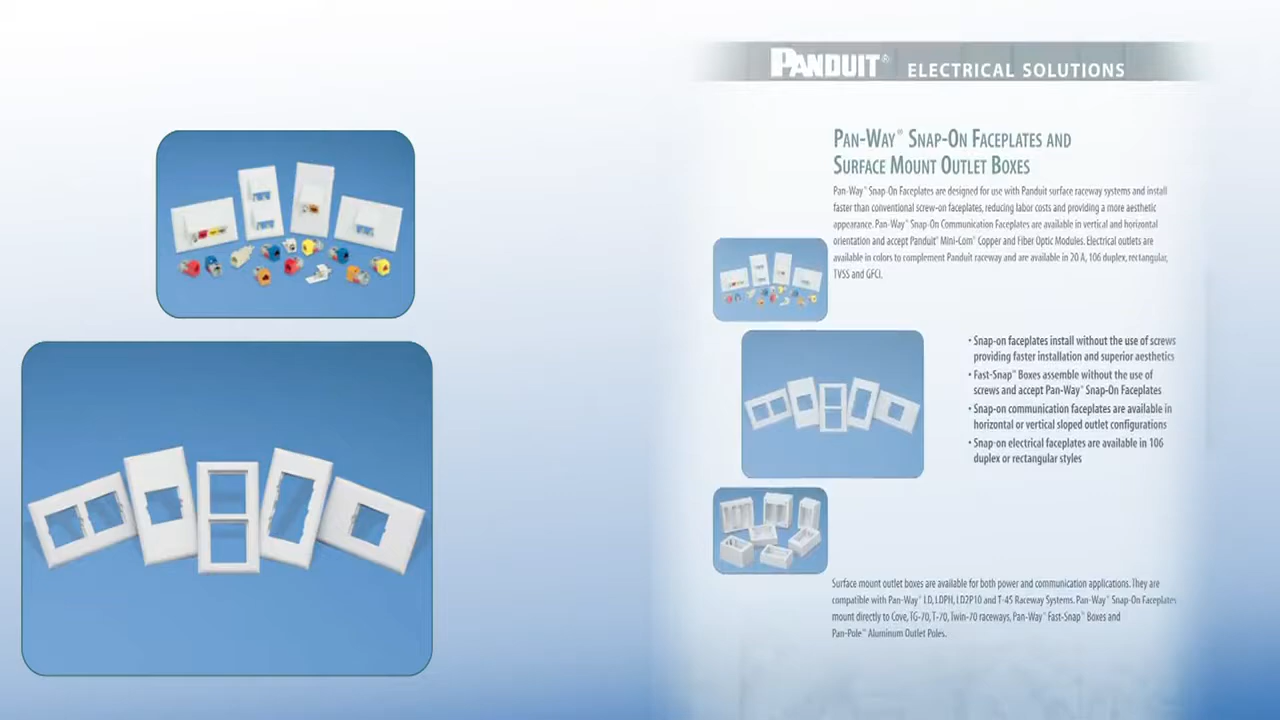 PANDUIT® ELECTRICAL SOLUTIONS
PAN-WAY® SNAP-ON FACEPLATES AND
SURFACE MOUNT OUTLET BOXES
Pan-Way® Snap-On Faceplates are designed for use with Panduit surface raceway systems and install
faster than conventional screw-on faceplates, reducing labor costs and providing a more aesthetic
appearance. Pan-Way® Snap-On Communication Faceplates are available in vertical and horizontal
orientation and accept Panduit® Mini-Com® Copper and Fiber Optic Modules. Electrical outlets are
available in colors to complement Panduit raceway and are available in 20 A, 106 duplex, rectangular,
TVSS and GFCI.
• Snap-on faceplates install without the use of screws
providing faster installation and superior aesthetics
• Fast-Snap™ Boxes assemble without the use of
screws and accept Pan-Way® Snap-On Faceplates
• Snap-on communication faceplates are available in
horizontal or vertical sloped outlet configurations
• Snap-on electrical faceplates are available in 106
duplex or rectangular styles
Surface mount outlet boxes are available for both power and communication applications. They are
compatible with Pan-Way® LD, LDPH, LD2P10 and T-45 Raceway Systems. Pan-Way® Snap-On Faceplates
mount directly to Cove, TG-70, T-70, Twin-70 raceways, Pan-Way® Fast-Snap™ Boxes and
Pan-Pole™ Aluminum Outlet Poles.